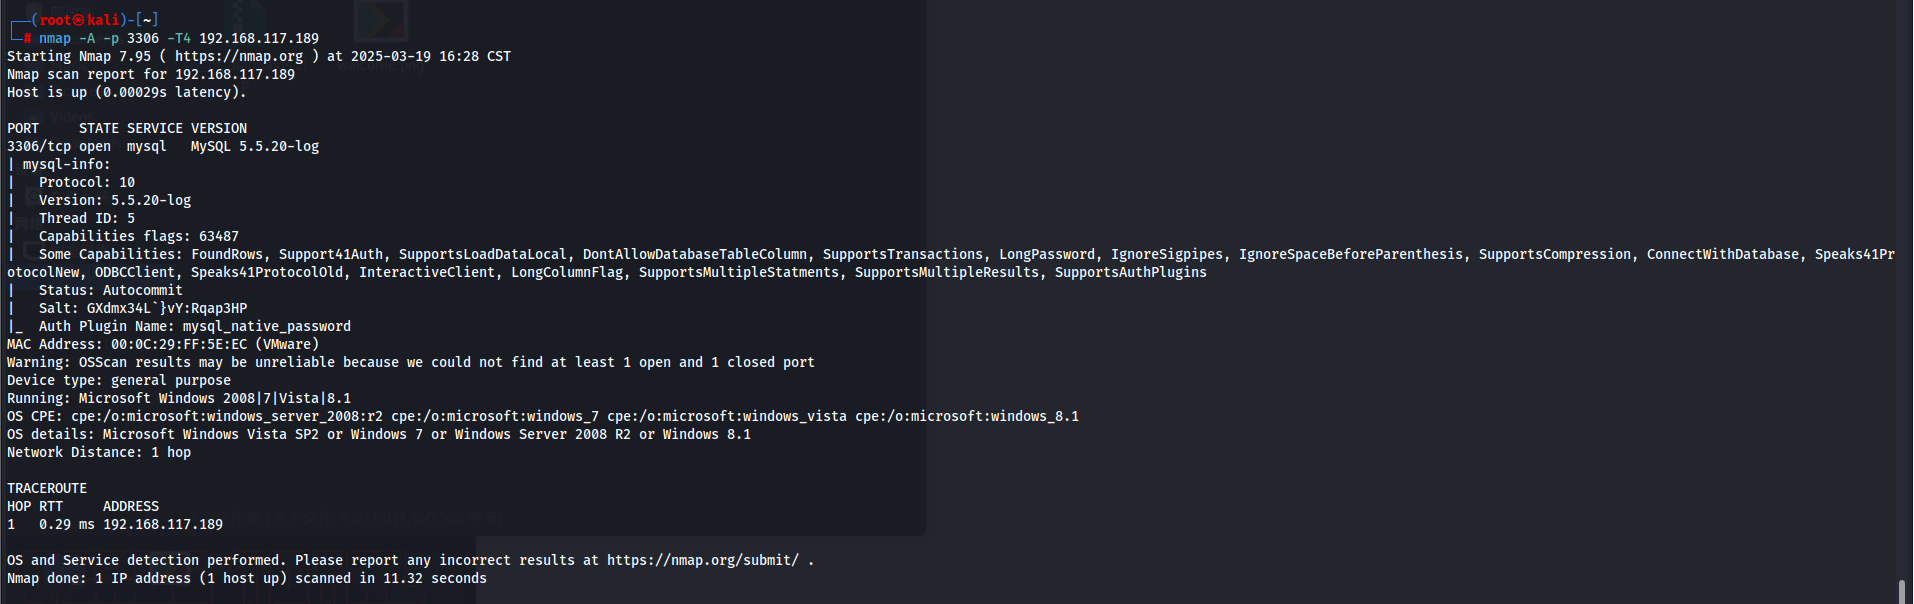 ┌──(root㉿kali)-[~]
└─# nmap -A -p 3306 -T4 192.168.117.189
Starting Nmap 7.95 ( https://nmap.org ) at 2025-03-19 16:28 CST
Nmap scan report for 192.168.117.189
Host is up (0.00029s latency).

PORT     STATE SERVICE VERSION
3306/tcp open  mysql   MySQL 5.5.20-log
| mysql-info:
|   Protocol: 10
|   Version: 5.5.20-log
|   Thread ID: 5
|   Capabilities flags: 63487
|   Some Capabilities: FoundRows, Support41Auth, SupportsLoadDataLocal, DontAllowDatabaseTableColumn, SupportsTransactions, LongPassword, IgnoreSigpipes, IgnoreSpaceBeforeParenthesis, SupportsCompression, ConnectWithDatabase, Speaks41Pr
otocolNew, ODBCClient, Speaks41ProtocolOld, InteractiveClient, LongColumnFlag, SupportsMultipleStatments, SupportsMultipleResults, SupportsAuthPlugins
|   Status: Autocommit
|   Salt: GXdmx34L`}vY:Rqap3HP
|_  Auth Plugin Name: mysql_native_password
MAC Address: 00:0C:29:FF:5E:EC (VMware)
Warning: OSScan results may be unreliable because we could not find at least 1 open and 1 closed port
Device type: general purpose
Running: Microsoft Windows 2008|7|Vista|8.1
OS CPE: cpe:/o:microsoft:windows_server_2008:r2 cpe:/o:microsoft:windows_7 cpe:/o:microsoft:windows_vista cpe:/o:microsoft:windows_8.1
OS details: Microsoft Windows Vista SP2 or Windows 7 or Windows Server 2008 R2 or Windows 8.1
Network Distance: 1 hop

TRACEROUTE
HOP RTT     ADDRESS
1   0.29 ms 192.168.117.189

OS and Service detection performed. Please report any incorrect results at https://nmap.org/submit/ .
Nmap done: 1 IP address (1 host up) scanned in 11.32 seconds